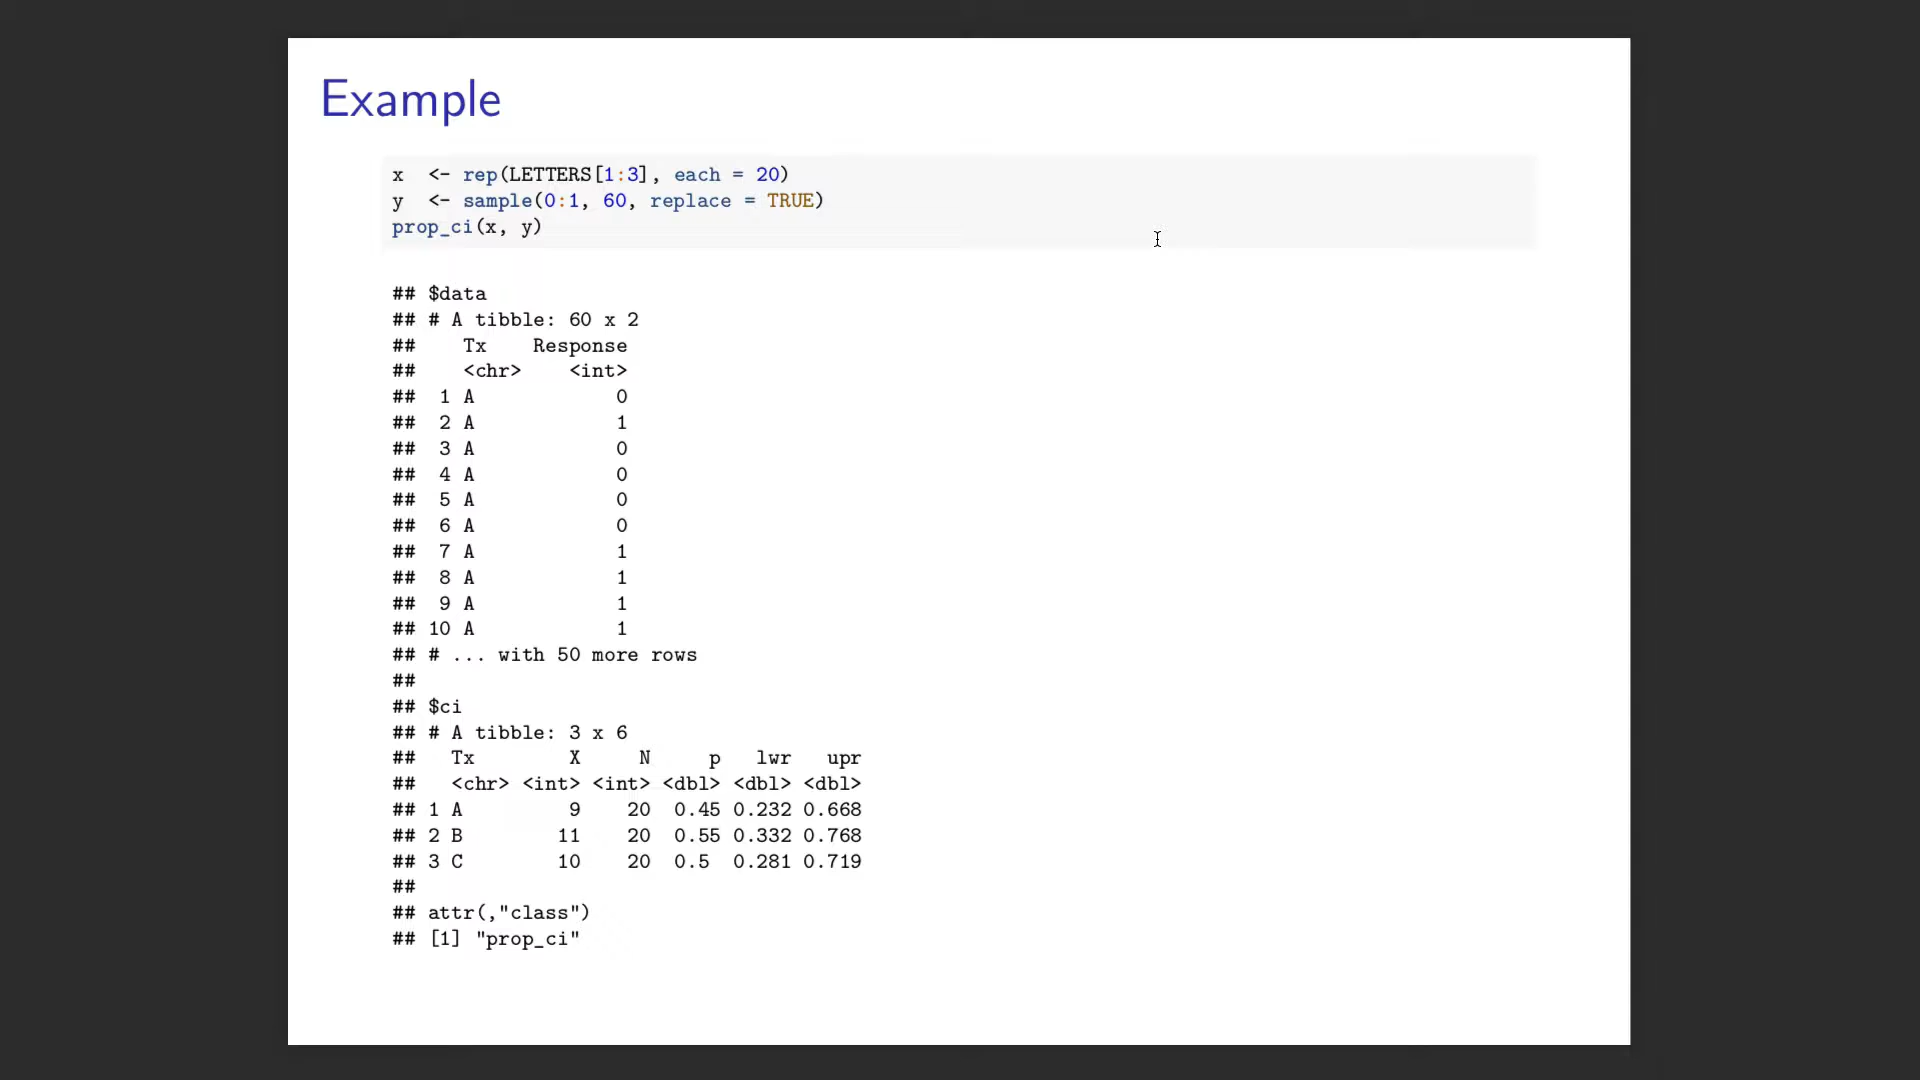 Example
x  <- rep(LETTERS[1:3], each = 20)
y  <- sample(0:1, 60, replace = TRUE)
prop_ci(x, y)
## $data
## # A tibble: 60 x 2
##    Tx    Response
##    <chr>    <int>
##  1 A            0
##  2 A            1
##  3 A            0
##  4 A            0
##  5 A            0
##  6 A            0
##  7 A            1
##  8 A            1
##  9 A            1
## 10 A            1
## # ... with 50 more rows
##
## $ci
## # A tibble: 3 x 6
##   Tx        X     N     p   lwr   upr
##   <chr> <int> <int> <dbl> <dbl> <dbl>
## 1 A         9    20  0.45 0.232 0.668
## 2 B        11    20  0.55 0.332 0.768
## 3 C        10    20  0.5  0.281 0.719
##
## attr(,"class")
## [1] "prop_ci"